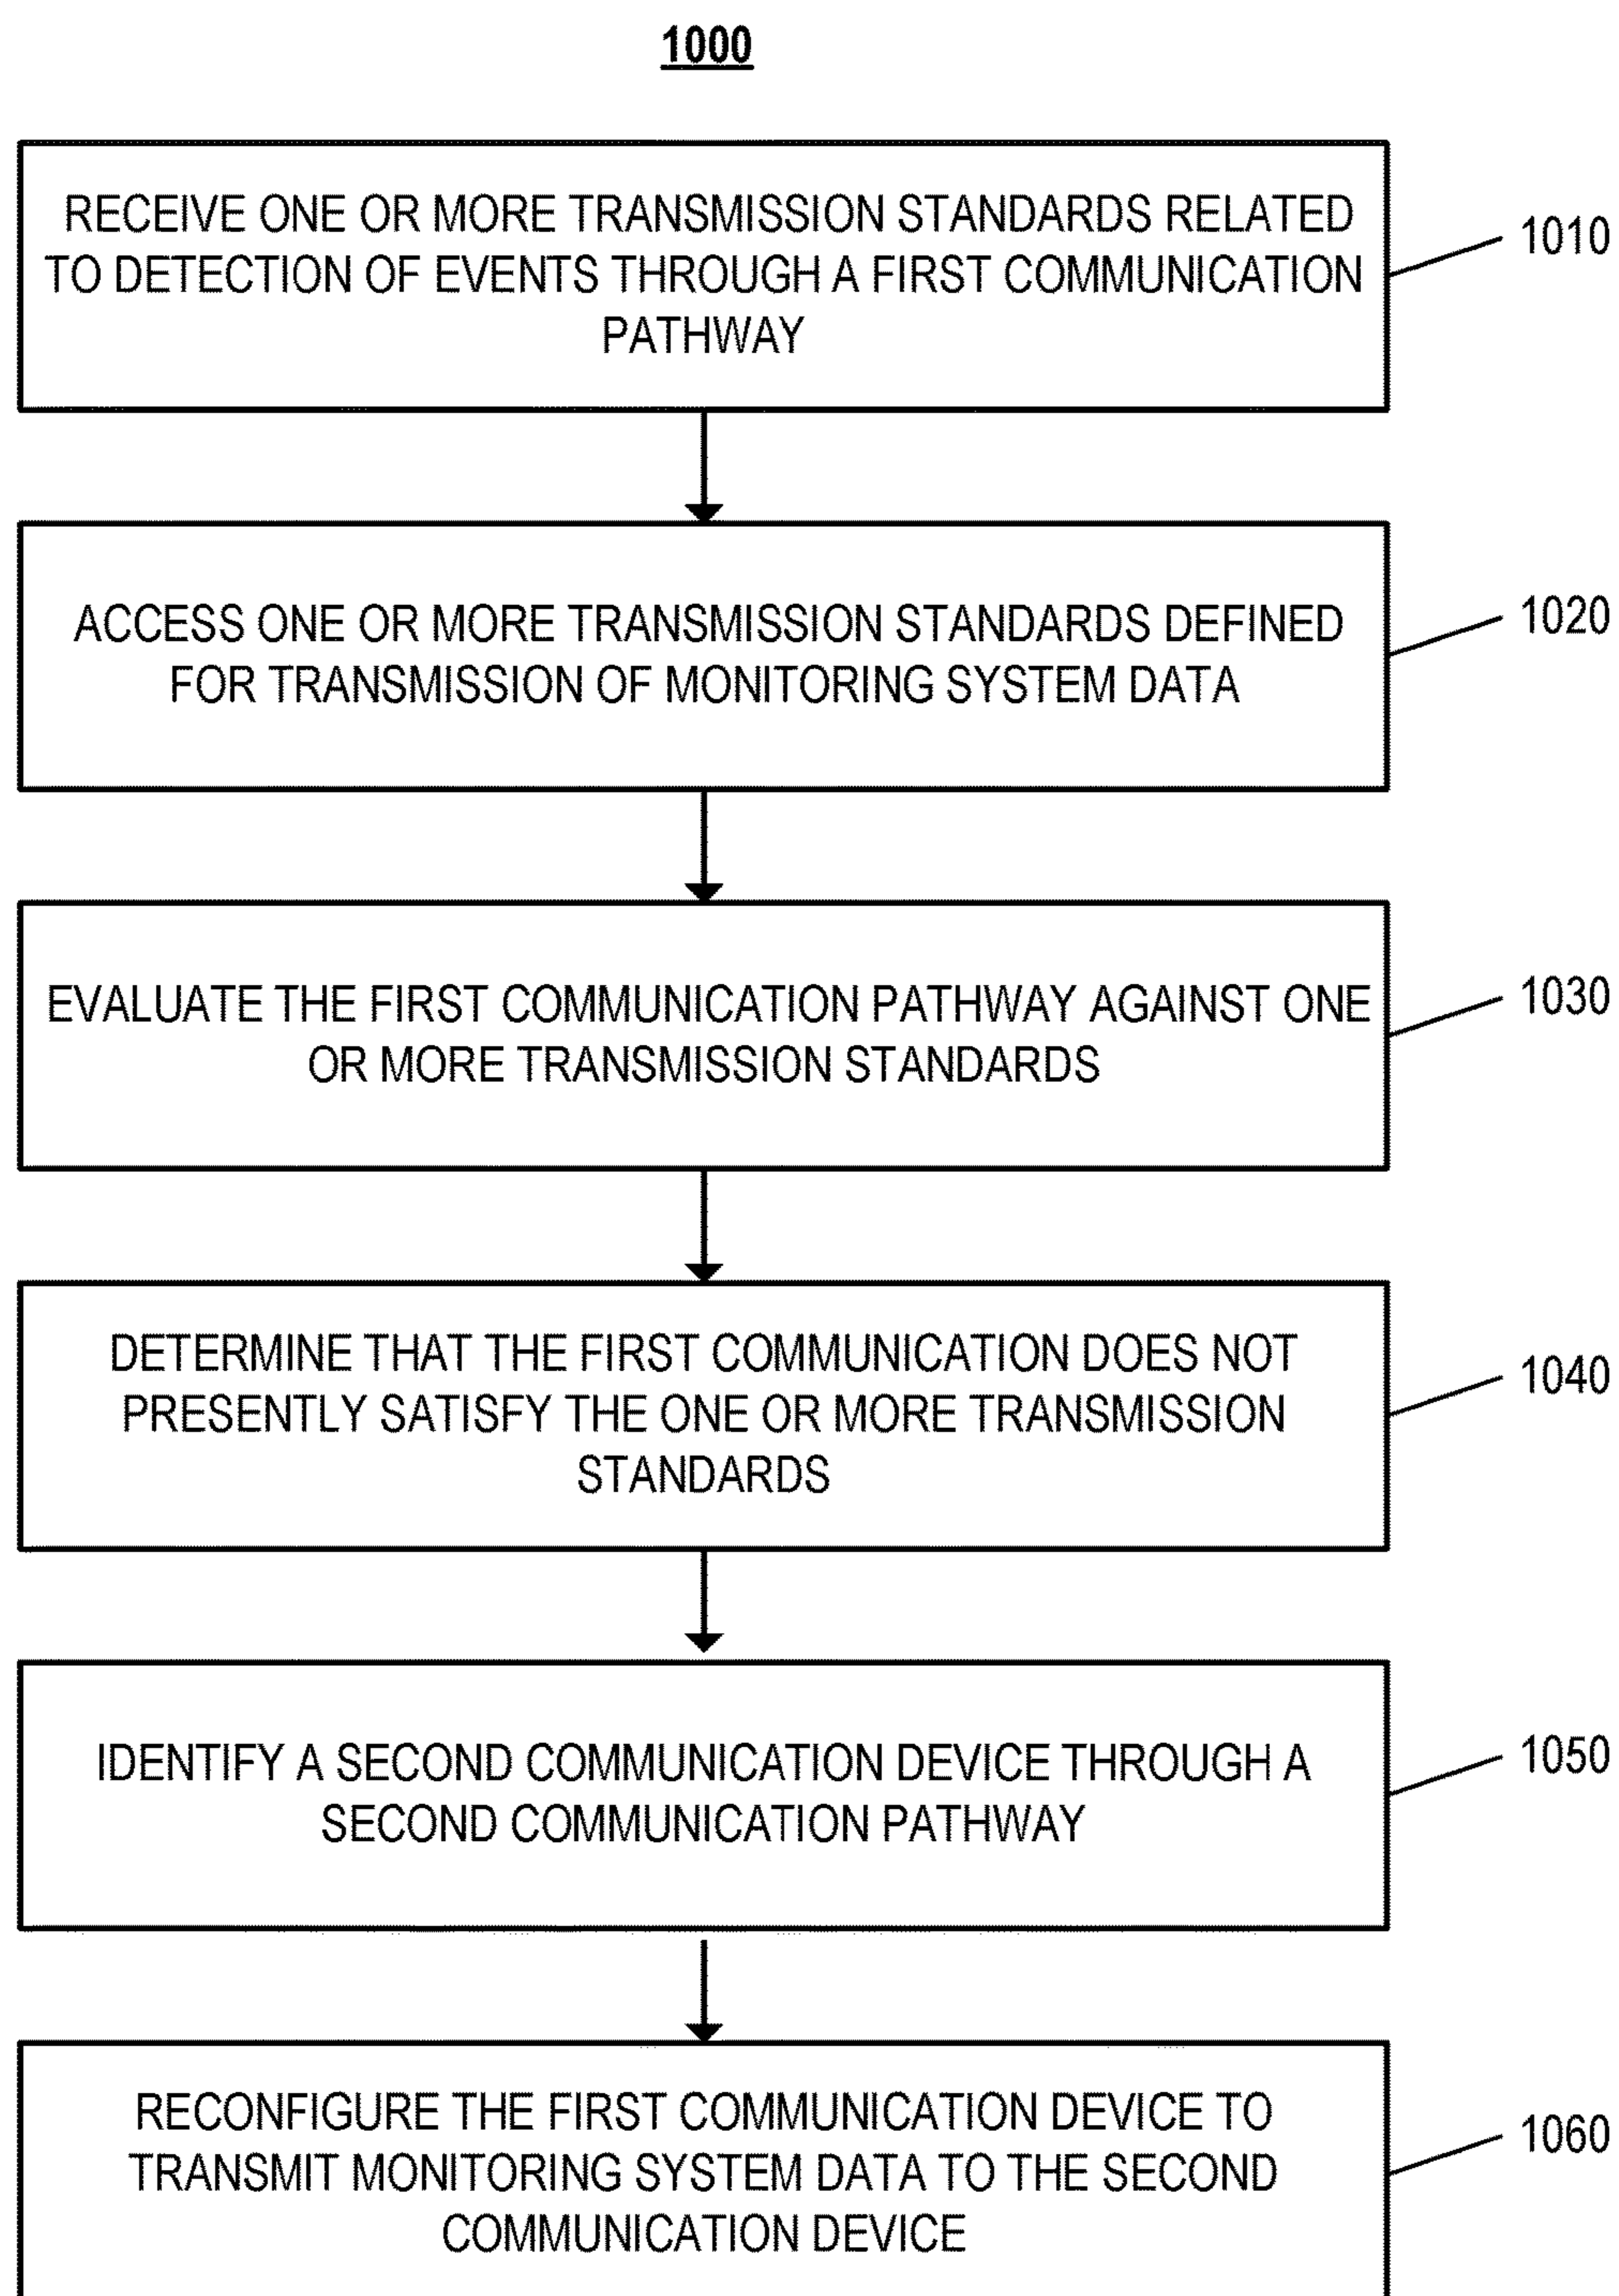 1000
RECEIVE ONE OR MORE TRANSMISSION STANDARDS RELATED
TO DETECTION OF EVENTS THROUGH A FIRST COMMUNICATION
PATHWAY
1010
ACCESS ONE OR MORE TRANSMISSION STANDARDS DEFINED
FOR TRANSMISSION OF MONITORING SYSTEM DATA
1020
EVALUATE THE FIRST COMMUNICATION PATHWAY AGAINST ONE
OR MORE TRANSMISSION STANDARDS
1030
DETERMINE THAT THE FIRST COMMUNICATION DOES NOT
PRESENTLY SATISFY THE ONE OR MORE TRANSMISSION
STANDARDS
1040
IDENTIFY A SECOND COMMUNICATION DEVICE THROUGH A
SECOND COMMUNICATION PATHWAY
1050
RECONFIGURE THE FIRST COMMUNICATION DEVICE TO
TRANSMIT MONITORING SYSTEM DATA TO THE SECOND
COMMUNICATION DEVICE
1060